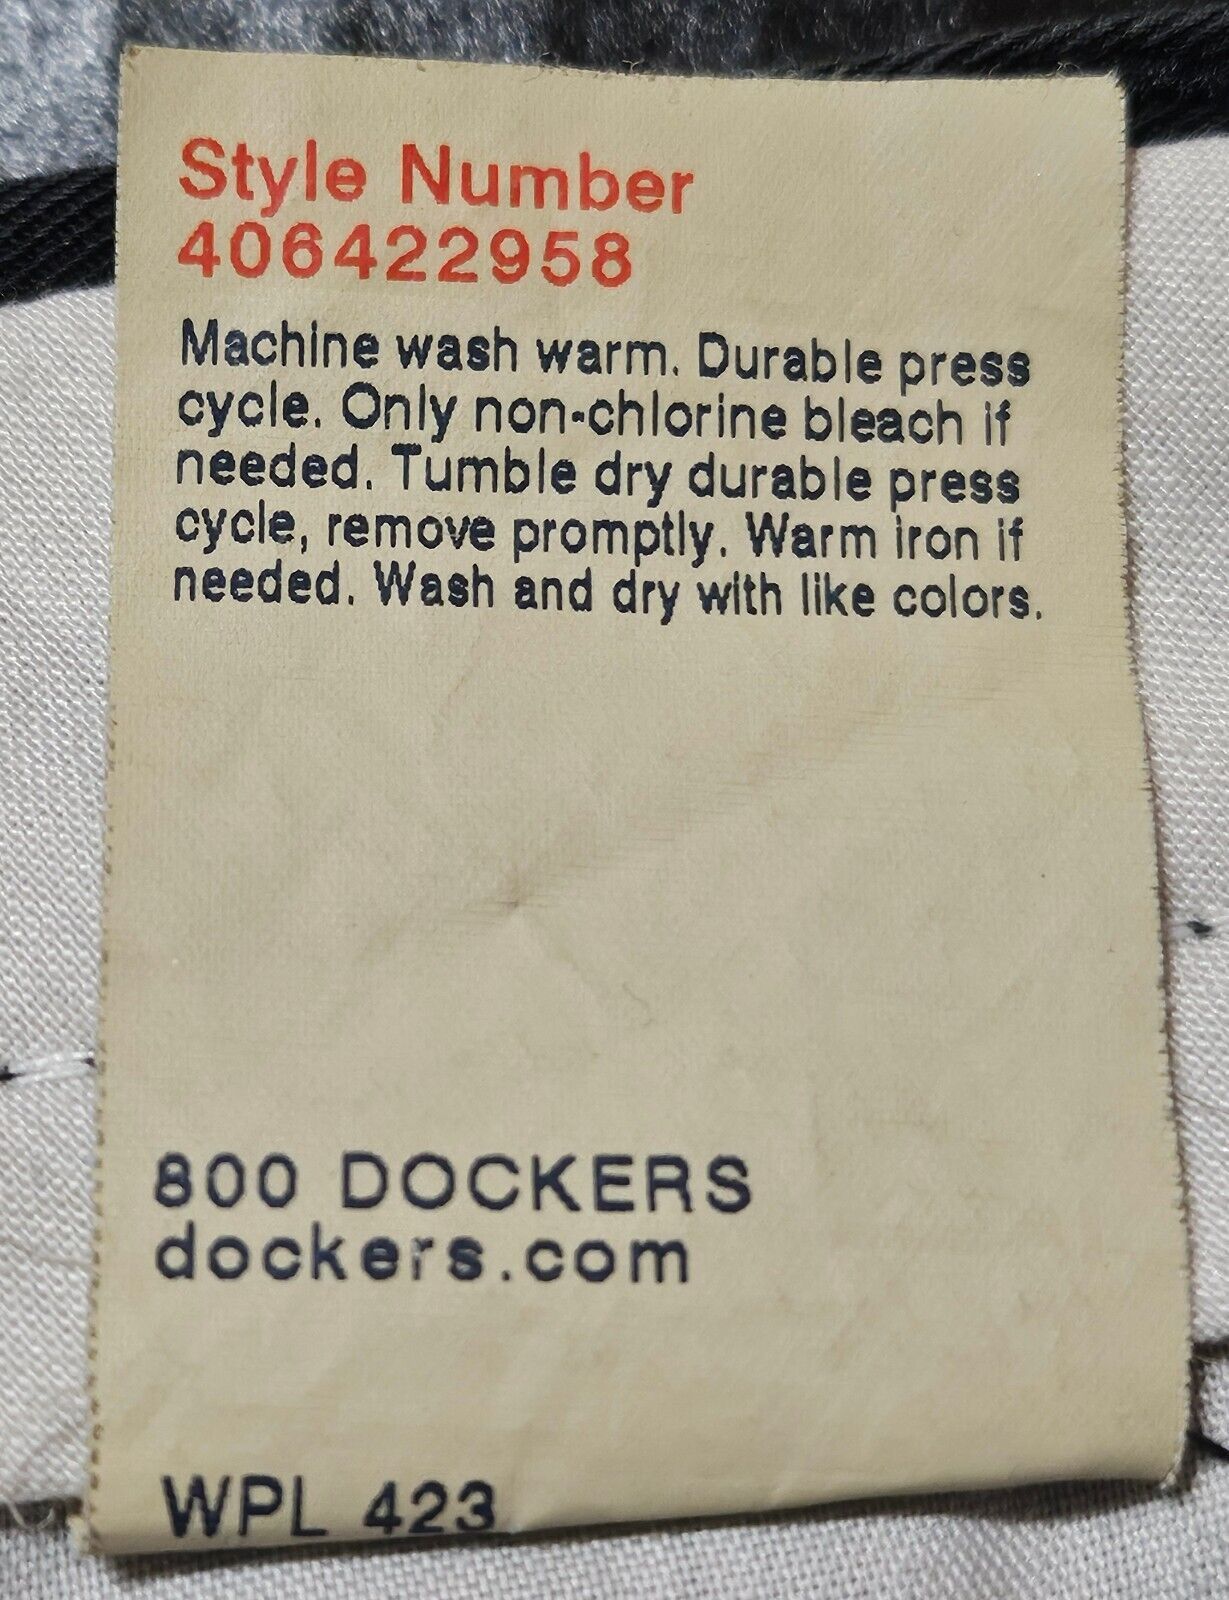 Style Number
406422958
Machine wash warm. Durable press
cycle. Only non-chlorine bleach if
needed. Tumble dry durable press
cycle, remove promptly. Warm iron if
needed. Wash and dry with like colors.
800 DOCKERS
dockers.com
WPL 423